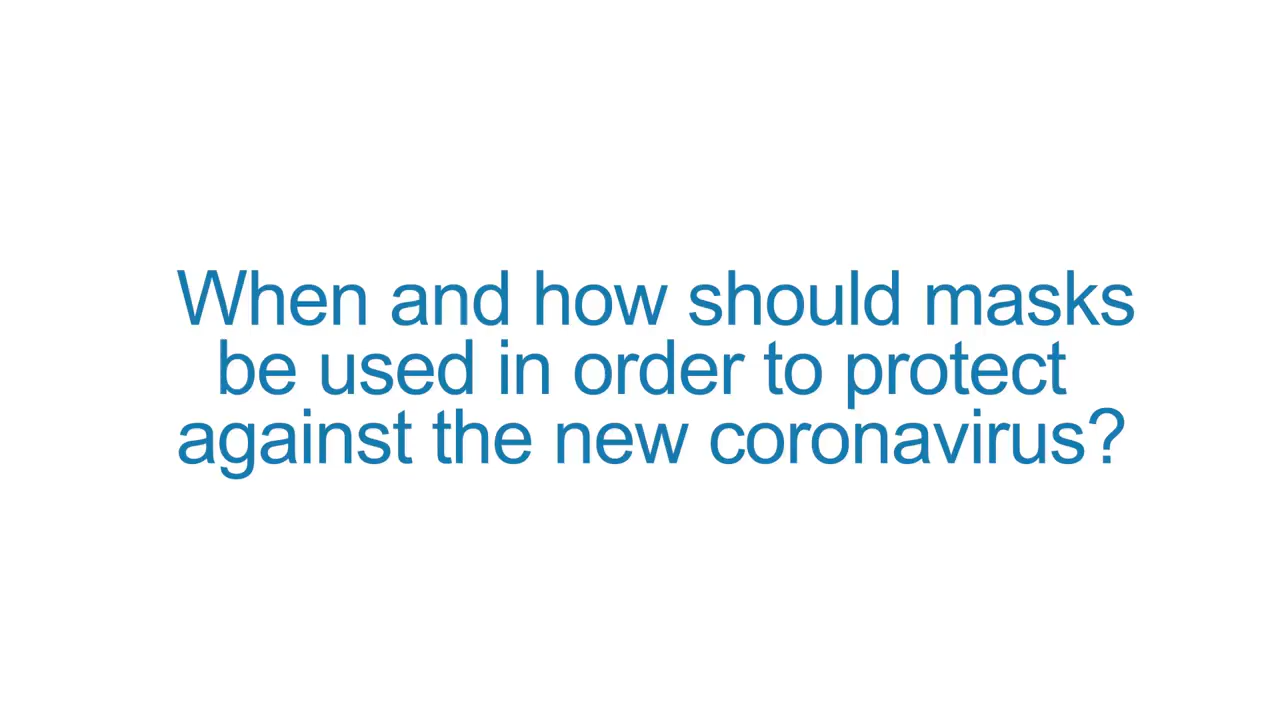 When and how should masks
be used in order to protect
against the new coronavirus?